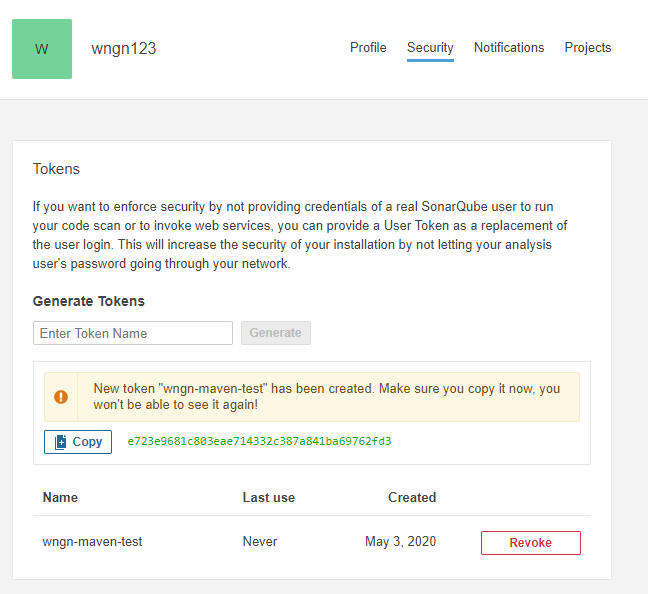 W
wngn123
Profile Security Notifications Projects
Tokens
If you want to enforce security by not providing credentials of a real SonarQube user to run
your code scan or to invoke web services, you can provide a User Token as a replacement of
the user login. This will increase the security of your installation by not letting your analysis
user's password going through your network.
Generate Tokens
Enter Token Name Generate
New token "wngn-maven-test" has been created. Make sure you copy it now, you
won't be able to see it again!
Copy e723e9681c803eae714332c387a841ba69762fd3
Name Last use Created
wngn-maven-test Never May 3, 2020 Revoke